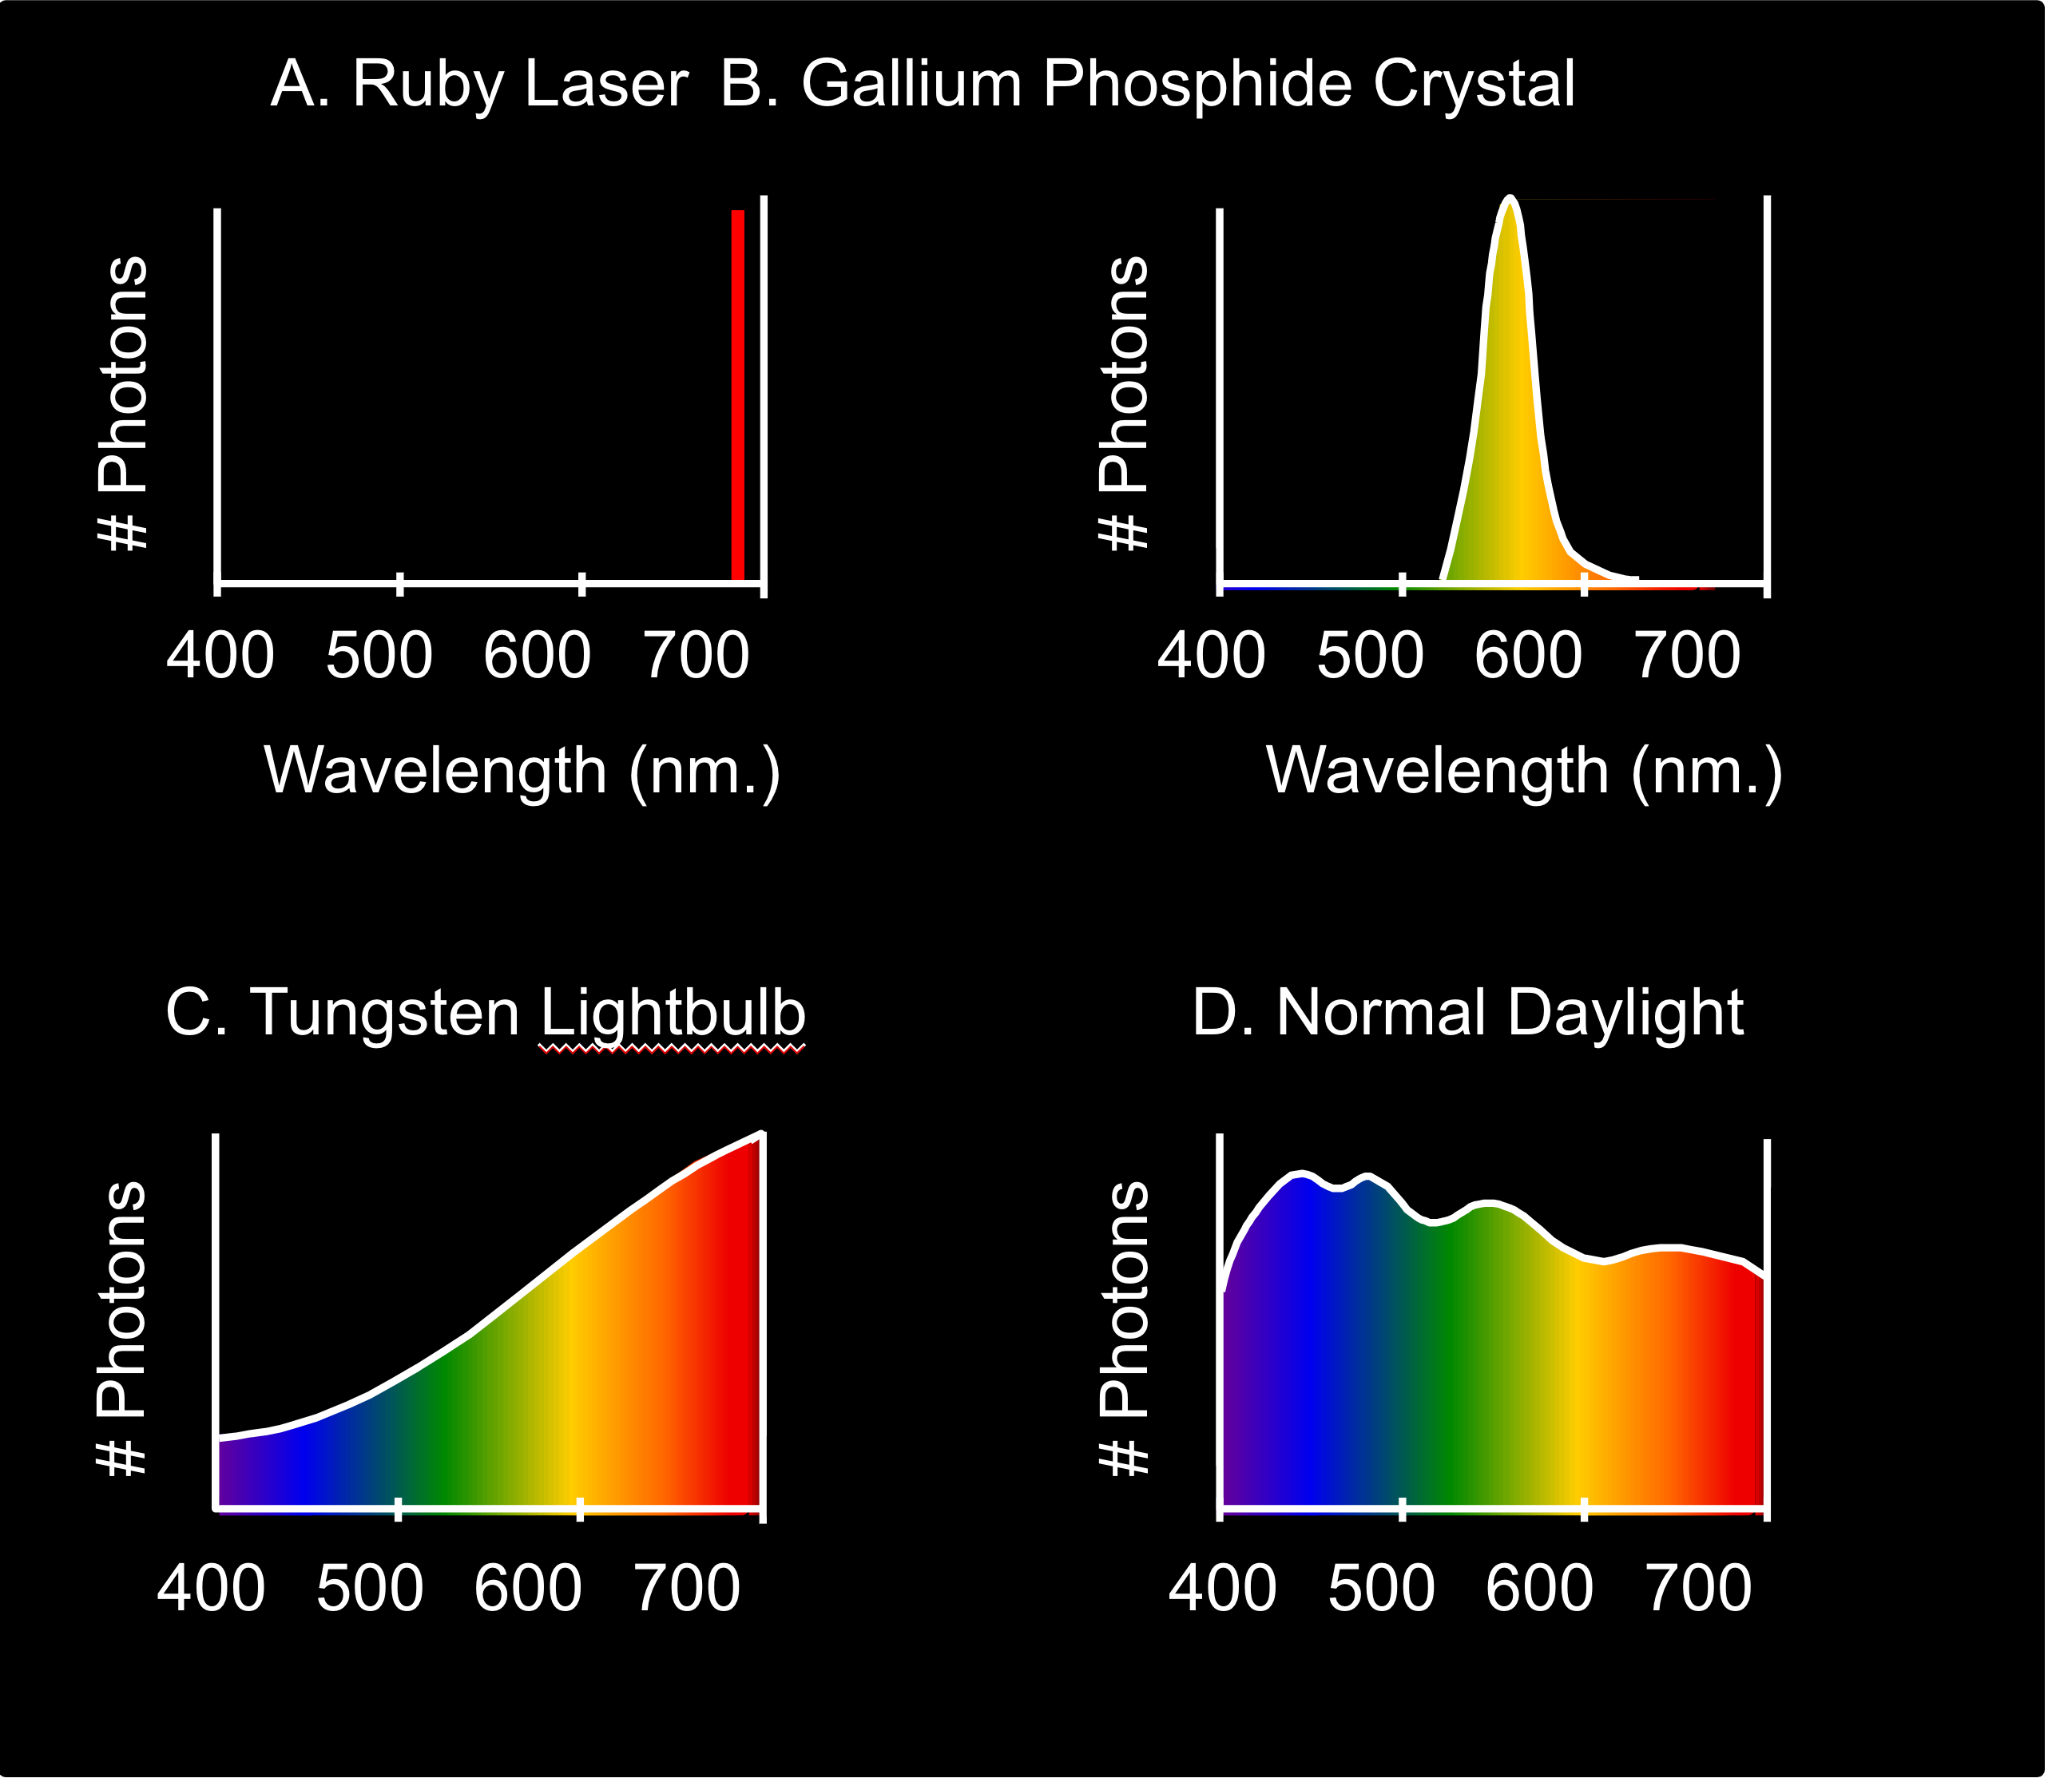 A. Ruby Laser B. Gallium Phosphide Crystal
# Photons
400 500 600 700
Wavelength (nm.)
# Photons
400 500 600 700
Wavelength (nm.)
C. Tungsten Lightbulb
# Photons
400 500 600 700
D. Normal Daylight
# Photons
400 500 600 700